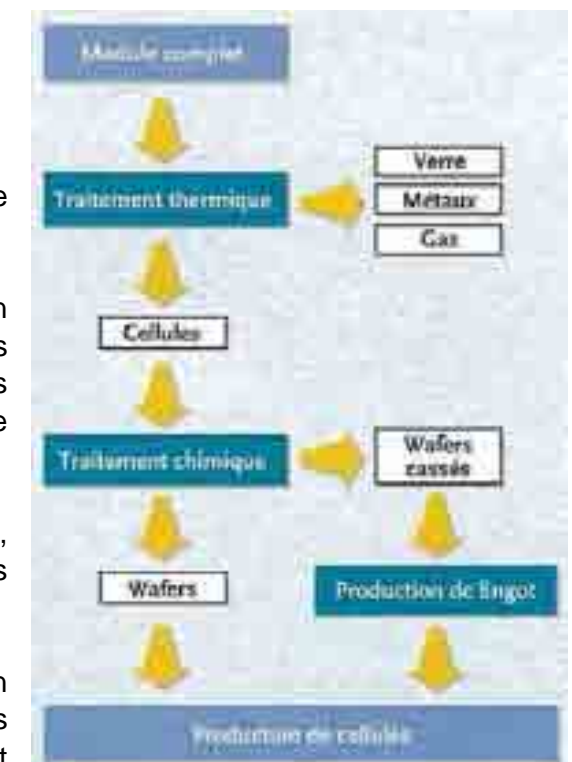 Module complet
Traitement thermique
Verre
Métaux
Gaz
Cellules
Traitement chimique
Wafers
cassés
Wafers
Production de lingot
Production de cellules
e
n
s
s
e
,
s
n
s
t